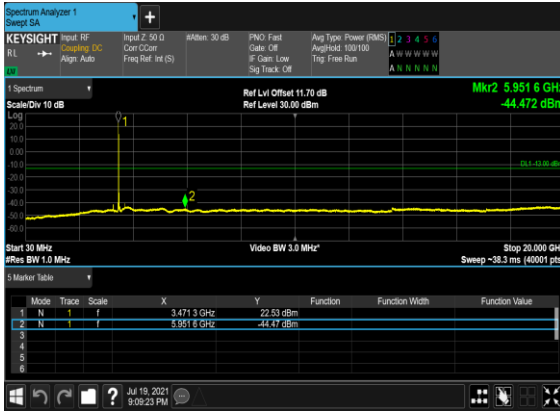 Spectrum Analyzer 1
Swept SA
+
KEYSIGHT Input: RF Input Z: 50 Ω #Atten: 30 dB PNO: Fast Avg Type: Power (RMS) 1 2 3 4 5 6
RL Coupling: DC Corr CCorr Gate: Off Avg|Hold: 100/100 A W W W W W
Align: Auto Freq Ref: Int (S) IF Gain: Low Trig: Free Run
Sig Track: Off A N N N N N
1 Spectrum Ref Lvl Offset 11.70 dB Mkr2 5.951 6 GHz
Scale/Div 10 dB Ref Level 30.00 dBm -44.472 dBm
Log
20.0 1
10.0
0.00
-10.0 DL1 -13.00 dBm
-20.0
-30.0
-40.0 2
-50.0
-60.0
Start 30 MHz Video BW 3.0 MHz* Stop 20.000 GH
#Res BW 1.0 MHz Sweep ~38.3 ms (40001 pts
5 Marker Table
Mode Trace Scale X Y Function Function Width Function Value
1 N 1 f 3.471 3 GHz 22.53 dBm
2 N 1 f 5.951 6 GHz -44.47 dBm
3
4
5
6
? Jul 19, 2021
9:09:23 PM